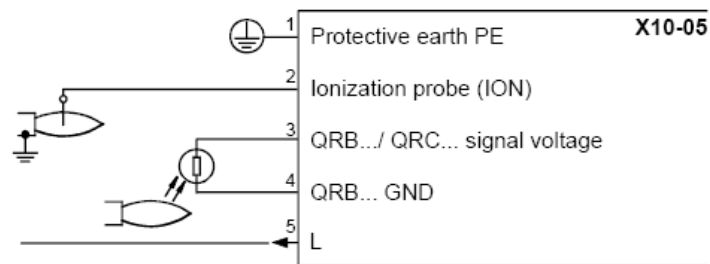 X10-05
1 Protective earth PE
2 Ionization probe (ION)
3 QRB.../ QRC... signal voltage
4 QRB... GND
5 L